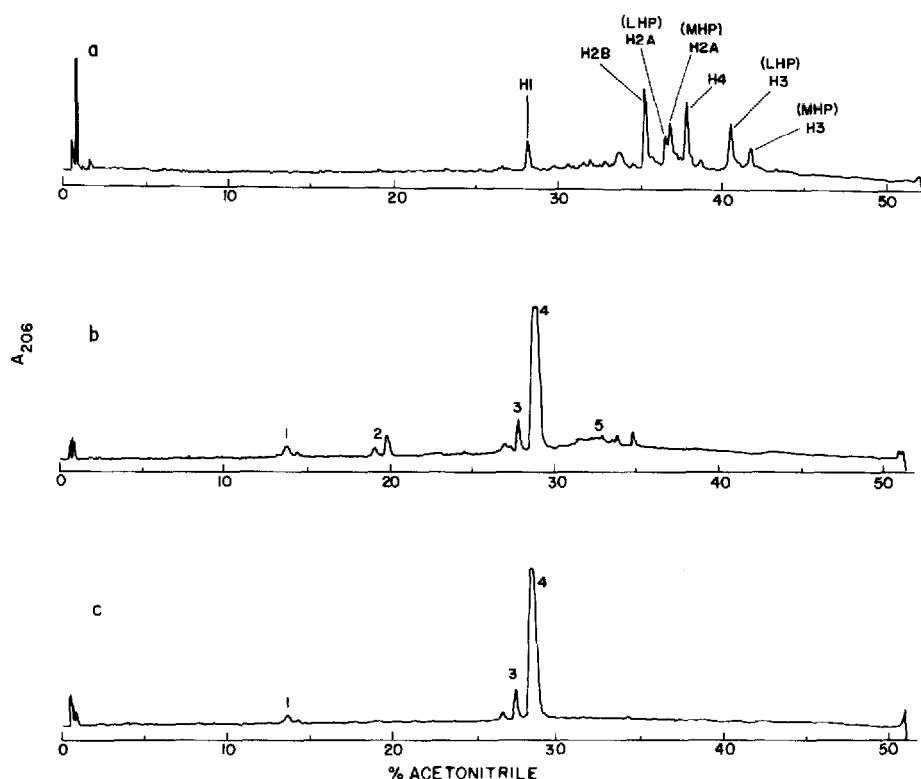 a
(LHP) (MHP)
H2B H2A H2A (LHP)
H1 H4 H3 (MHP)
H3
0 10 20 30 40 50
A206
b
1 2 3 4 5
0 10 20 30 40 50
c
1 3 4
0 10 20 30 40 50
% ACETONITRILE